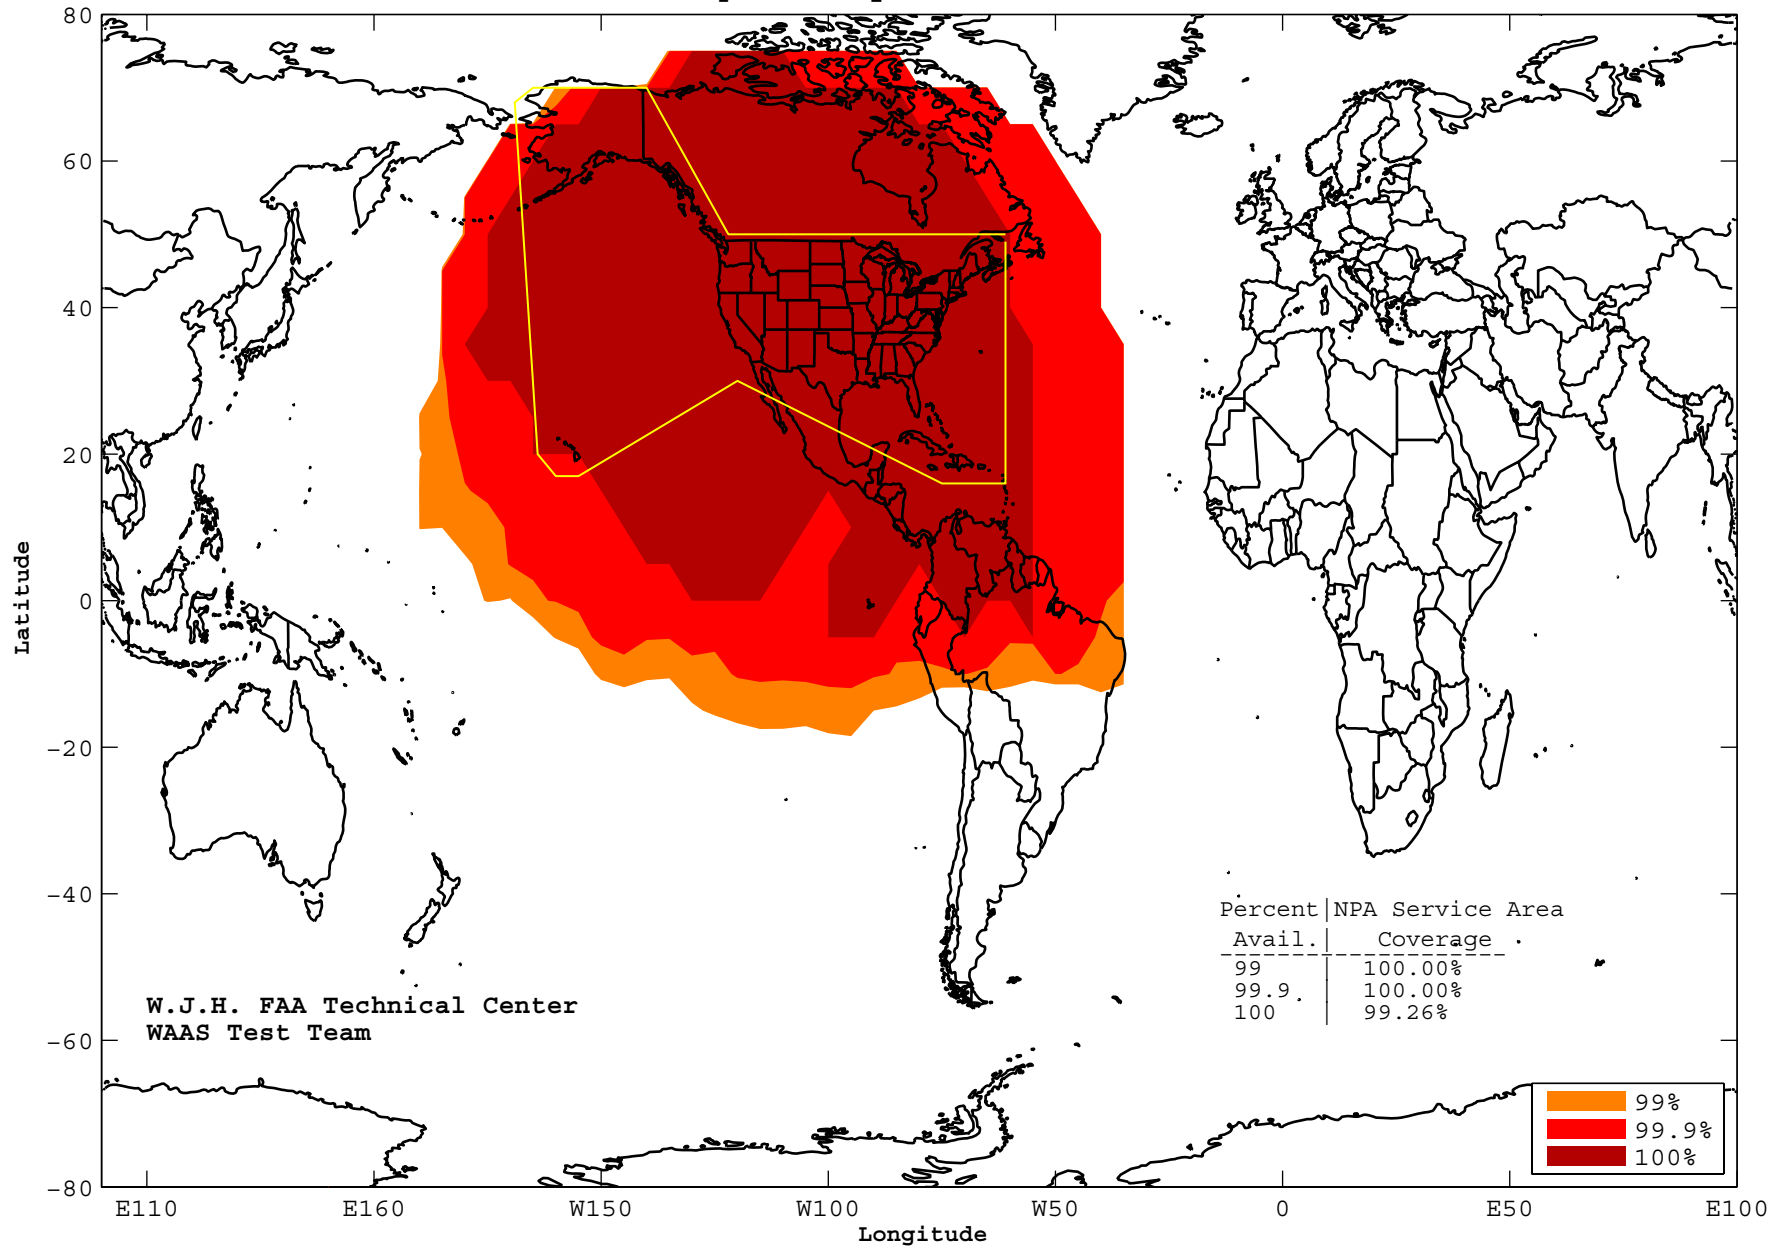 80
60
40
20
0
-20
-40
-60
-80
Latitude
E110 E160 W150 W100 W50 0 E50 E100
Longitude
W.J.H. FAA Technical Center
WAAS Test Team
Percent|NPA Service Area
Avail.| Coverage
--------------------
99 | 100.00%
99.9 | 100.00%
100 | 99.26%
99%
99.9%
100%